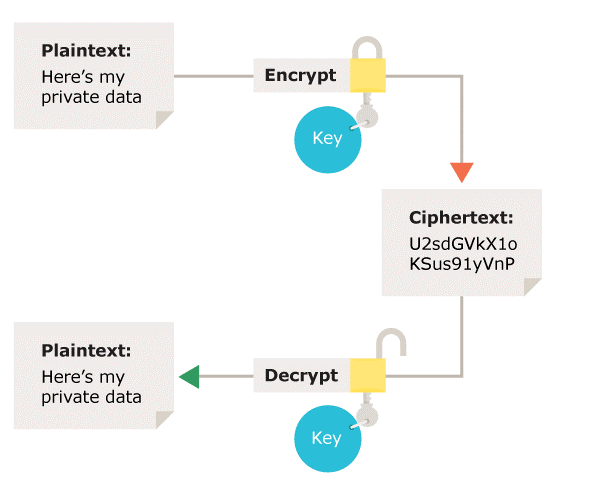 Plaintext:
Here’s my
private data
Encrypt
Key
Ciphertext:
U2sdGVkX1o
KSus91yVnP
Plaintext:
Here’s my
private data
Decrypt
Key